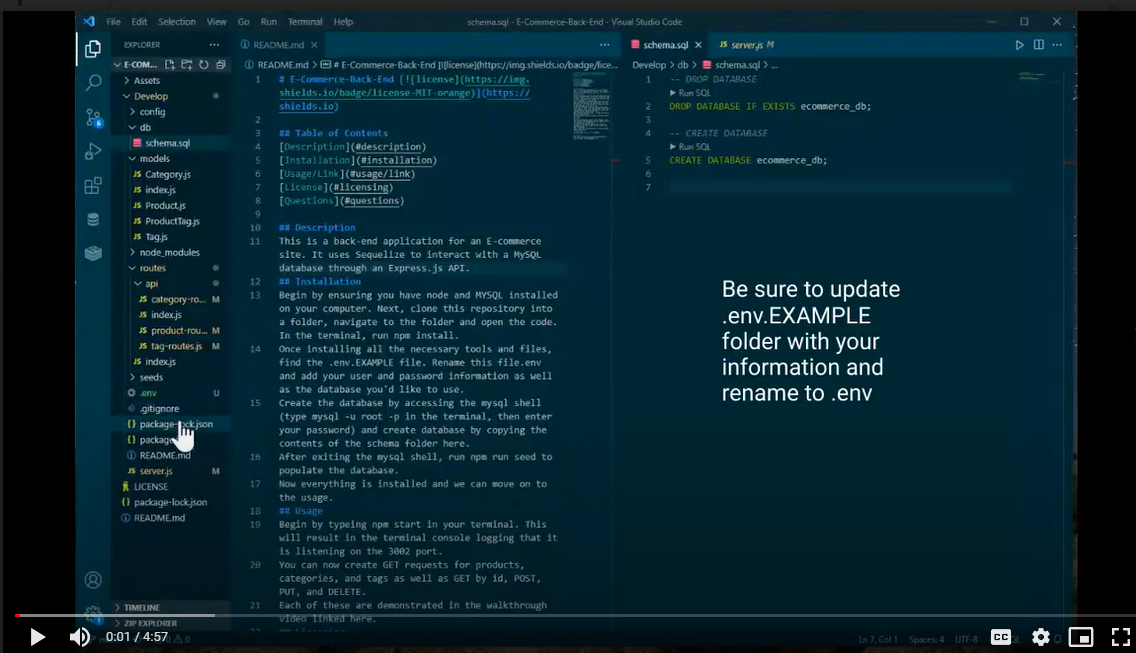 File Edit Selection View Go Run Terminal Help
schema.sql - E-Commerce-Back-End - Visual Studio Code
EXPLORER
E-COM...
Assets
Develop
config
db
schema.sql
models
JS Category.js
JS index.js
JS Product.js
JS ProductTag.js
JS Tag.js
node_modules
routes
api
JS category-ro... M
JS index.js
JS product-rou... M
JS tag-routes.js M
JS index.js
seeds
.env U
.gitignore
{} package-lock.json
{} package
README.md
JS server.js M
LICENSE
{} package-lock.json
README.md
TIMELINE
ZIP EXPLORER
README.md
README.md > # E-Commerce-Back-End [![license](https://img.shields.io/badge/lice...
1 # E-Commerce-Back-End [![license](https://img.
shields.io/badge/license-MIT-orange)](https://
shields.io)
2
3 ## Table of Contents
4 [Description](#description)
5 [Installation](#installation)
6 [Usage/Link](#usage/link)
7 [License](#licensing)
8 [Questions](#questions)
9
10 ## Description
11 This is a back-end application for an E-commerce
site. It uses Sequelize to interact with a MySQL
database through an Express.js API.
12 ## Installation
13 Begin by ensuring you have node and MYSQL installed
on your computer. Next, clone this repository into
a folder, navigate to the folder and open the code.
In the terminal, run npm install.
14 Once installing all the necessary tools and files,
find the .env.EXAMPLE file. Rename this file.env
and add your user and password information as well
as the database you'd like to use.
15 Create the database by accessing the mysql shell
(type mysql -u root -p in the terminal, then enter
your password) and create database by copying the
contents of the schema folder here.
16 After exiting the mysql shell, run npm run seed to
populate the database.
17 Now everything is installed and we can move on to
the usage.
18 ## Usage
19 Begin by typing npm start in your terminal. This
will result in the terminal console logging that it
is listening on the 3002 port.
20 You can now create GET requests for products,
categories, and tags as well as GET by id, POST,
PUT, and DELETE.
21 Each of these are demonstrated in the walkthrough
video linked here.
schema.sql JS server.js M
Develop > db > schema.sql > ...
1 -- DROP DATABASE
Run SQL
2 DROP DATABASE IF EXISTS ecommerce_db;
3
4 -- CREATE DATABASE
Run SQL
5 CREATE DATABASE ecommerce_db;
6
7
Be sure to update
.env.EXAMPLE
folder with your
information and
rename to .env
Ln 7, Col 1 Spaces: 4 UTF-8
0:01 / 4:57
CC